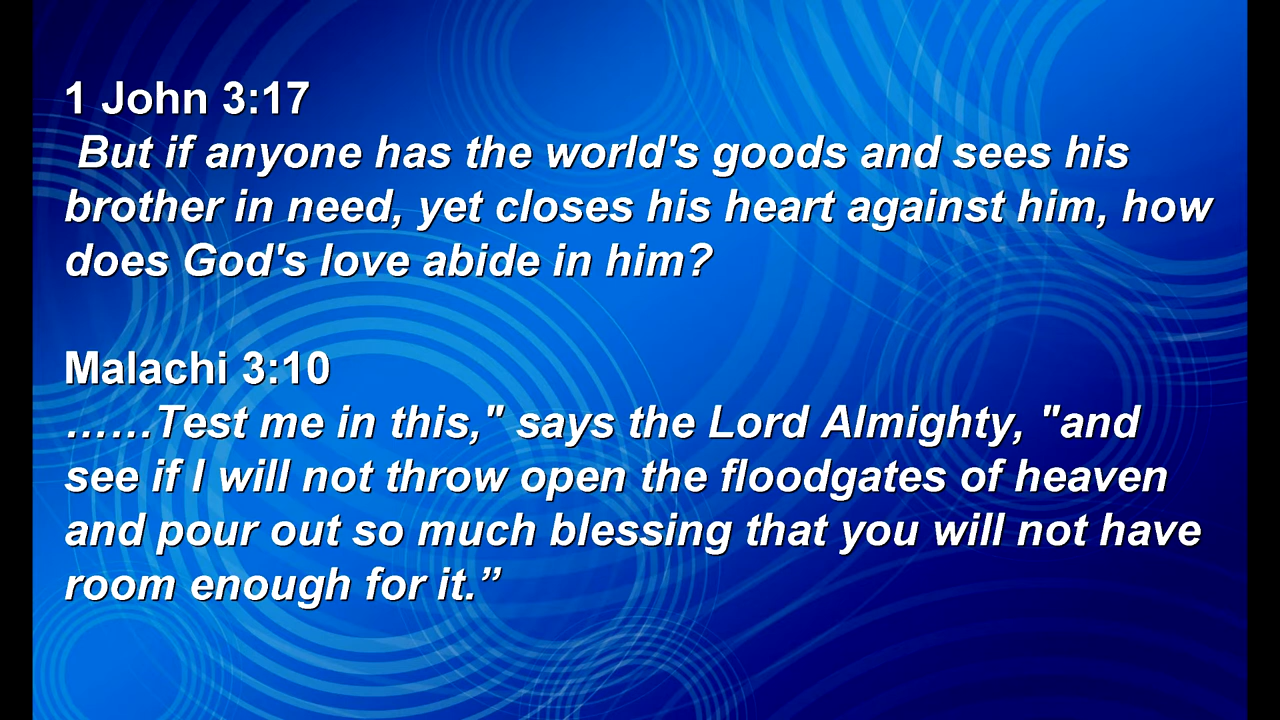 1 John 3:17
But if anyone has the world's goods and sees his
brother in need, yet closes his heart against him, how
does God's love abide in him?
Malachi 3:10
……Test me in this," says the Lord Almighty, "and
see if I will not throw open the floodgates of heaven
and pour out so much blessing that you will not have
room enough for it.”